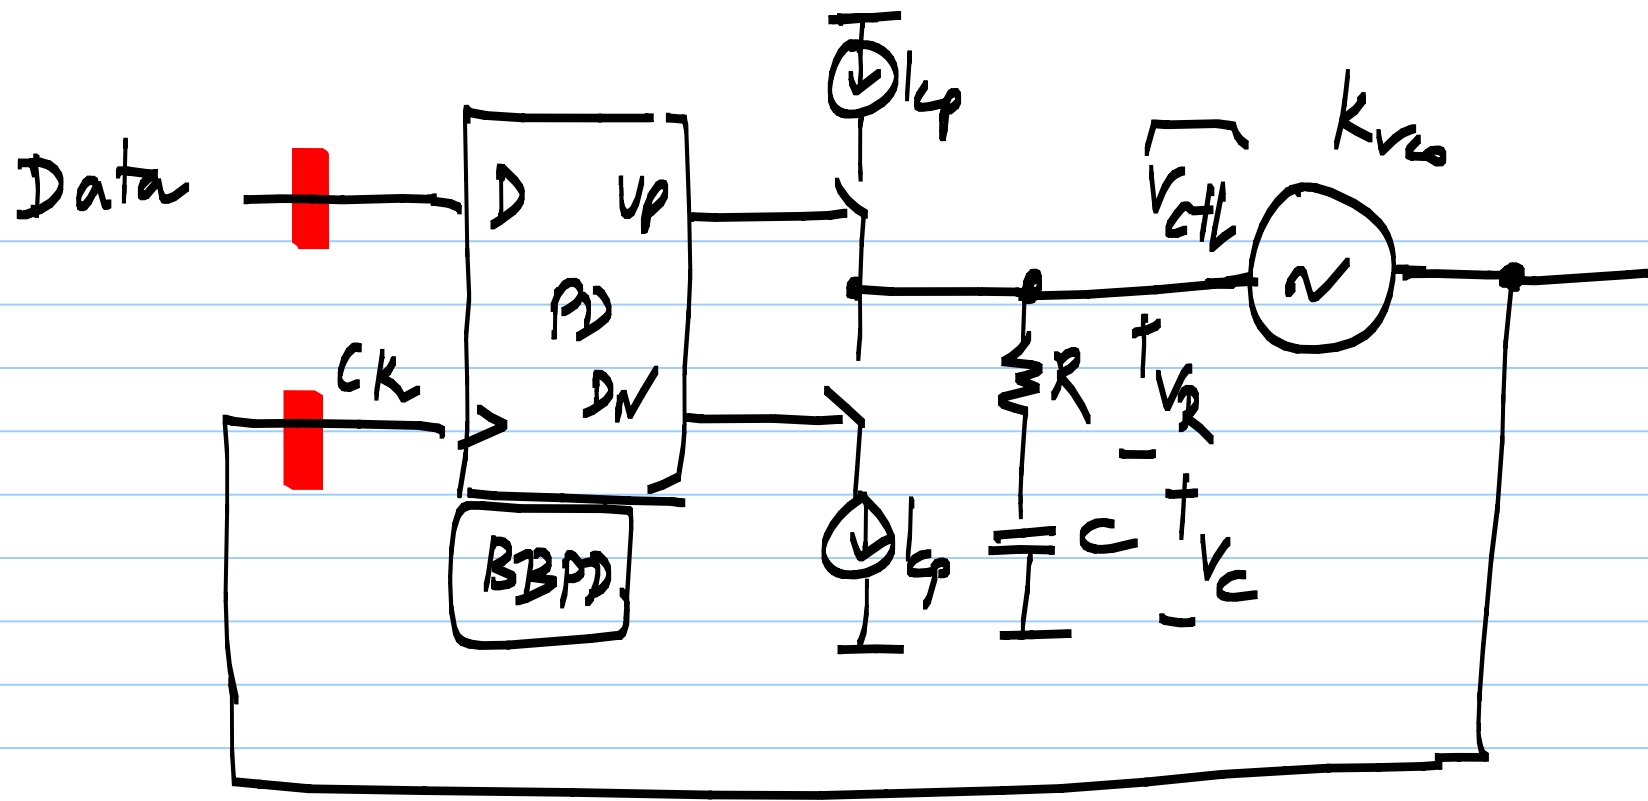 Icp
Kvco
Data
D
UP
Vctl
PD
CK
DN
R
+
VR
-
BBPD
Icp
C
+
Vc
-